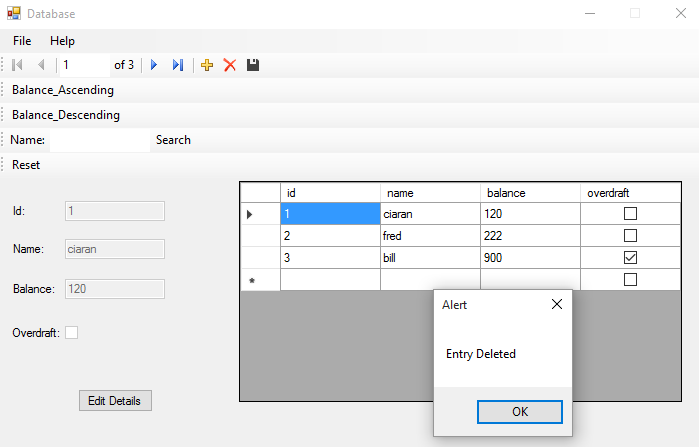 Database
File Help
1 of 3
Balance_Ascending
Balance_Descending
Name: Search
Reset
Id: 1
Name: ciaran
Balance: 120
Overdraft:
Edit Details
id name balance overdraft
1 ciaran 120
2 fred 222
3 bill 900
*
Alert
Entry Deleted
OK